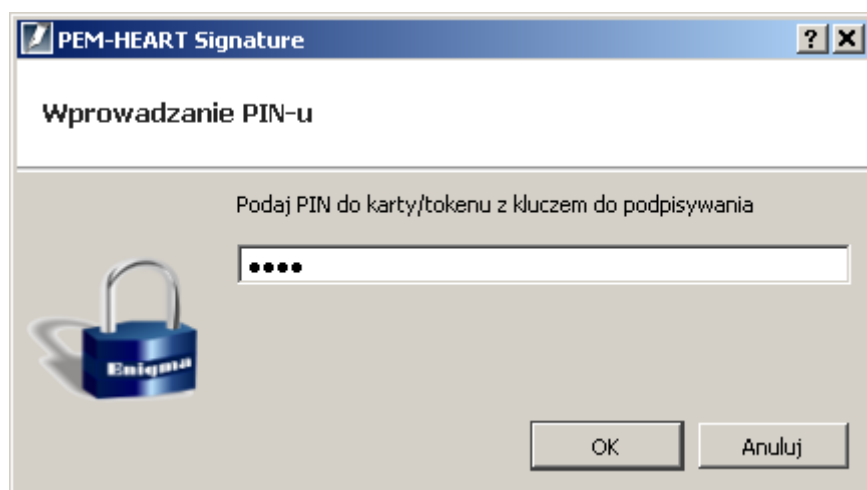 PEM-HEART Signature
Wprowadzanie PIN-u
Podaj PIN do karty/tokenu z kluczem do podpisywania
••••
Enigma
OK
Anuluj